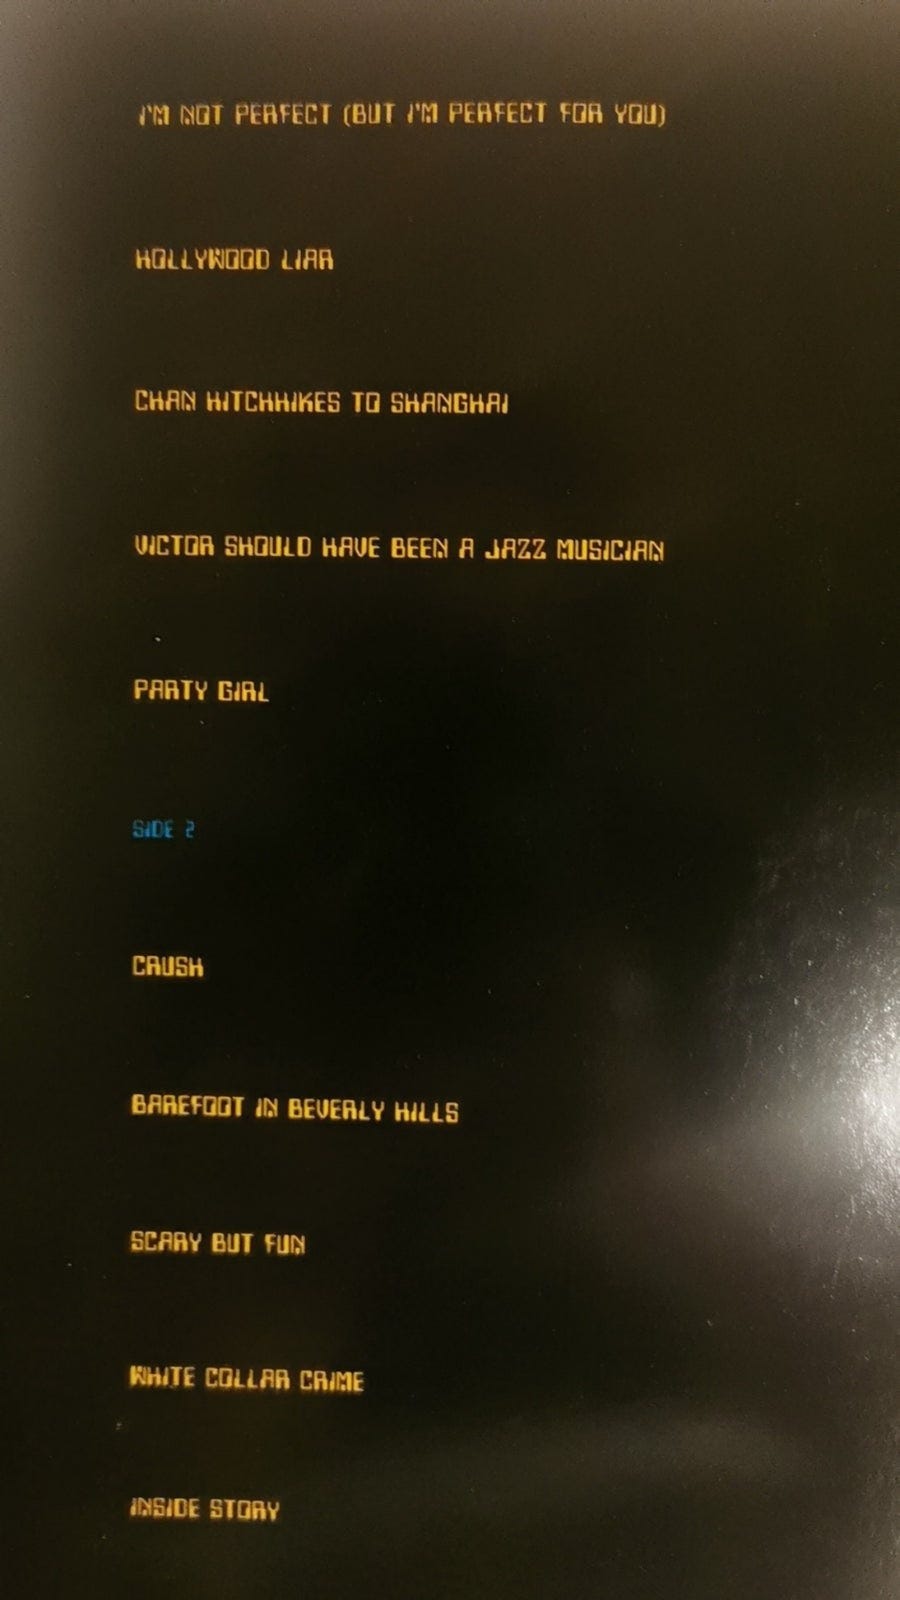 I'M NOT PERFECT (BUT I'M PERFECT FOR YOU)
HOLLYWOOD LIAR
CHAN HITCHHIKES TO SHANGHAI
VICTOR SHOULD HAVE BEEN A JAZZ MUSICIAN
PARTY GIRL
SIDE 2
CRUSH
BAREFOOT IN BEVERLY HILLS
SCARY BUT FUN
WHITE COLLAR CRIME
INSIDE STORY